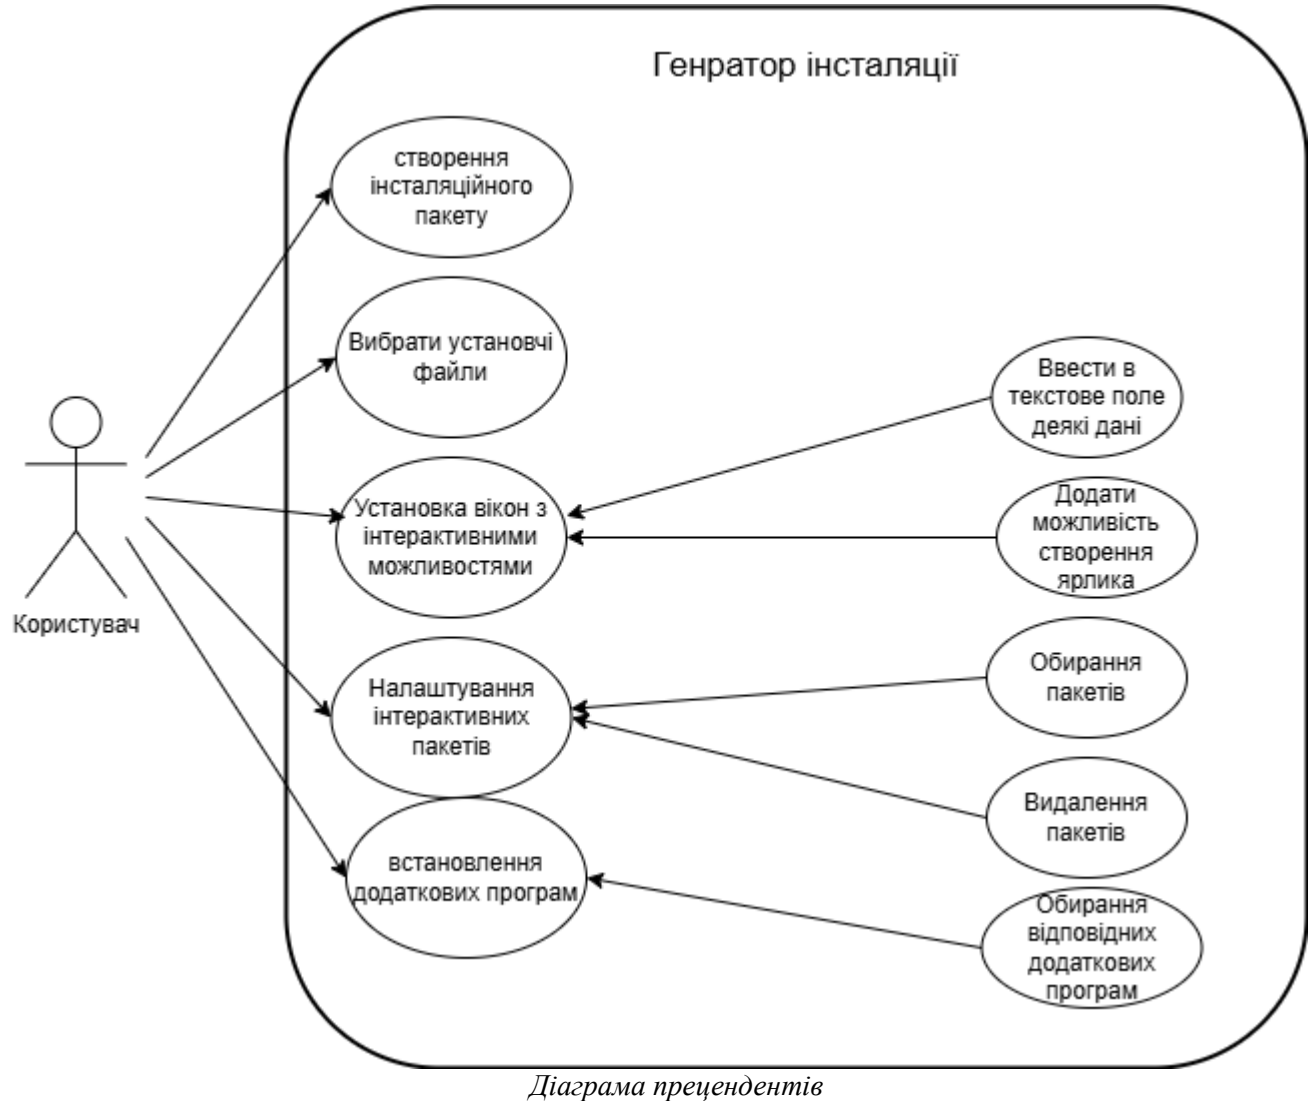 Генратор інсталяції
створення
інсталяційного
пакету
Вибрати установчі
файли
Установка вікон з
інтерактивними
можливостями
Налаштування
інтерактивних
пакетів
встановлення
додаткових програм
Ввести в
текстове поле
деякі дані
Додати
можливість
створення
ярлика
Обирання
пакетів
Видалення
пакетів
Обирання
відповідних
додаткових
програм
Користувач
Діаграма прецендентів